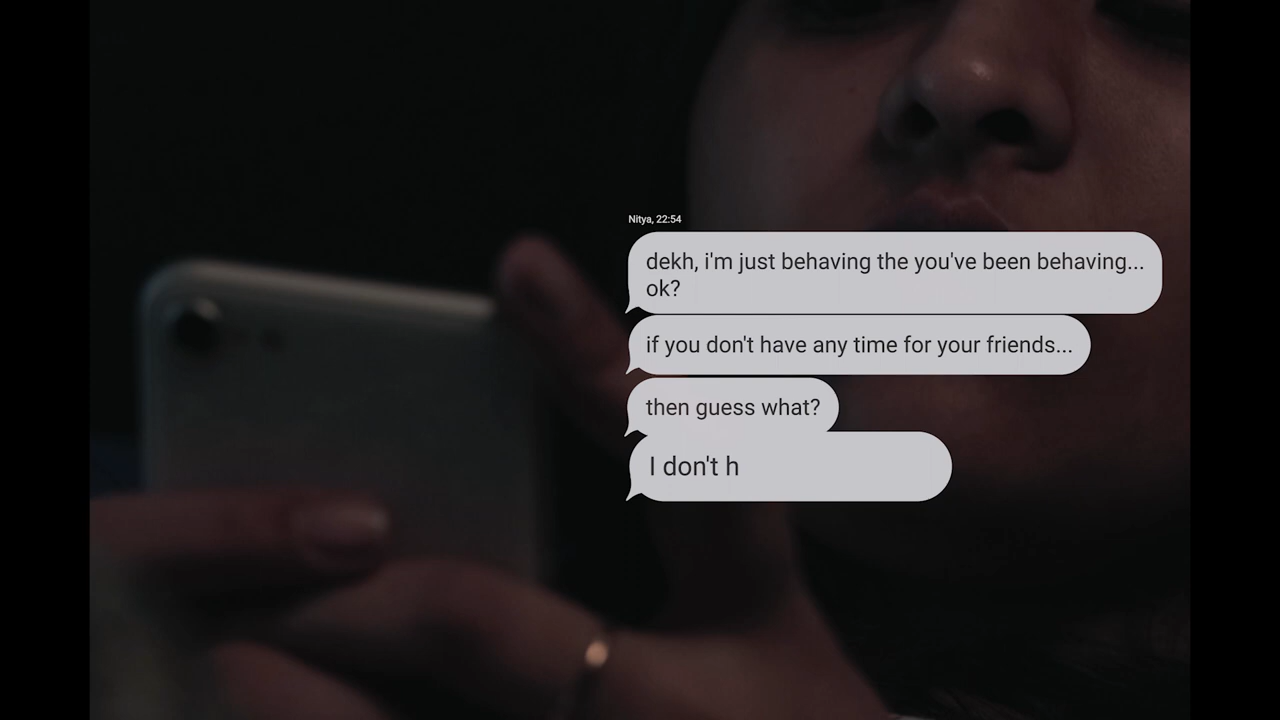 Nitya, 22:54
dekh, i'm just behaving the you've been behaving...
ok?
if you don't have any time for your friends...
then guess what?
I don't h